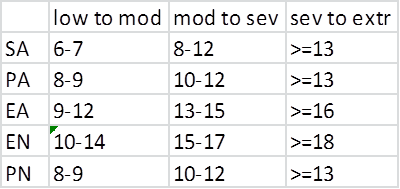 low to mod mod to sev sev to extr
SA 6-7 8-12 >=13
PA 8-9 10-12 >=13
EA 9-12 13-15 >=16
EN 10-14 15-17 >=18
PN 8-9 10-12 >=13